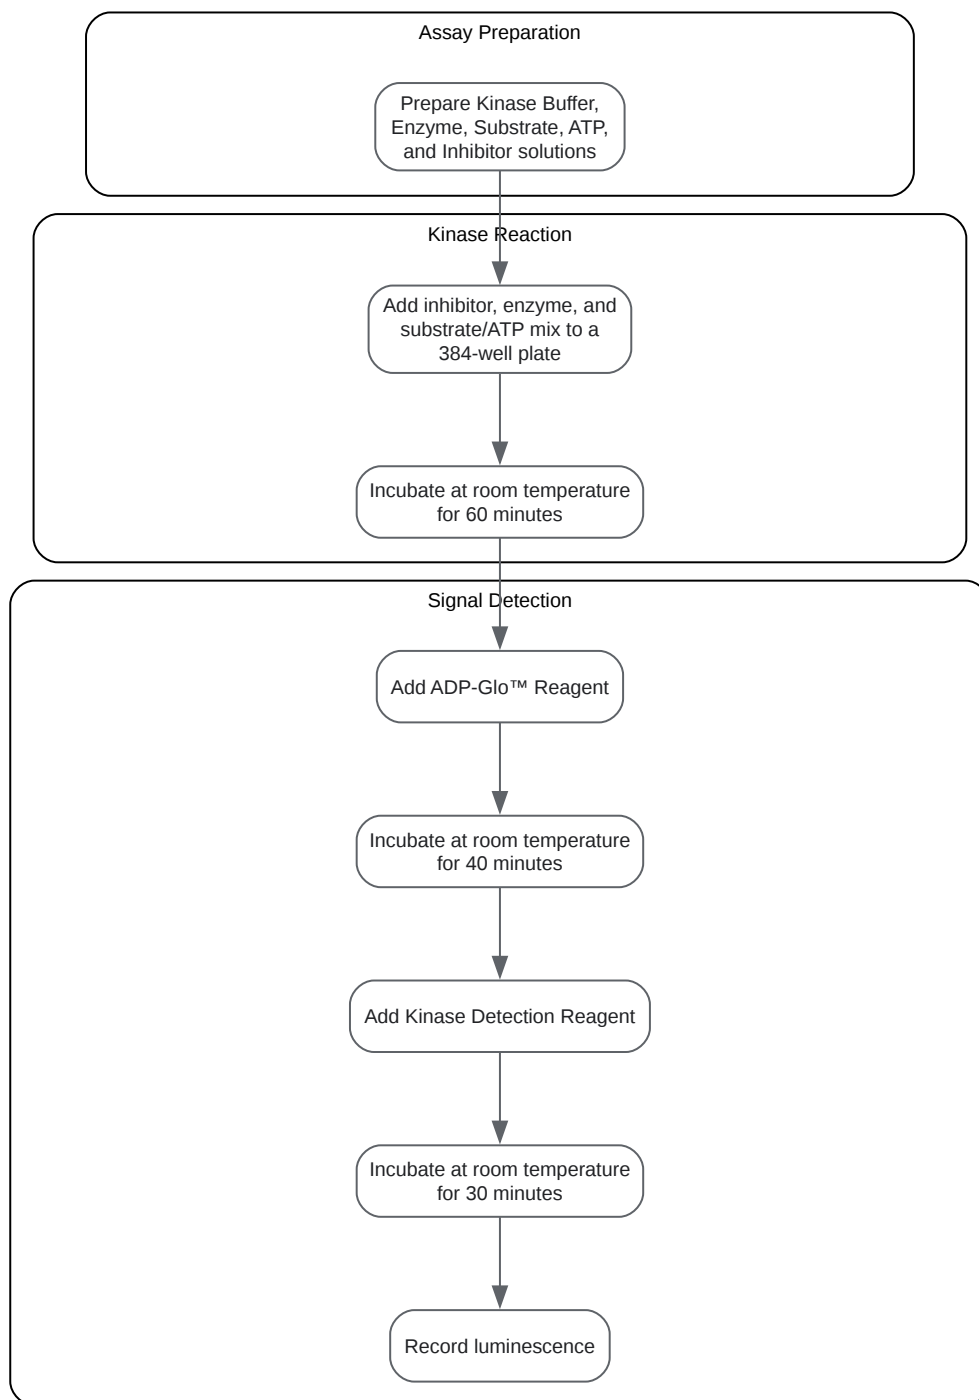 Assay Preparation
Prepare Kinase Buffer,
Enzyme, Substrate, ATP,
and Inhibitor solutions
Kinase Reaction
Add inhibitor, enzyme, and
substrate/ATP mix to a
384-well plate
Incubate at room temperature
for 60 minutes
Signal Detection
Add ADP-Glo™ Reagent
Incubate at room temperature
for 40 minutes
Add Kinase Detection Reagent
Incubate at room temperature
for 30 minutes
Record luminescence